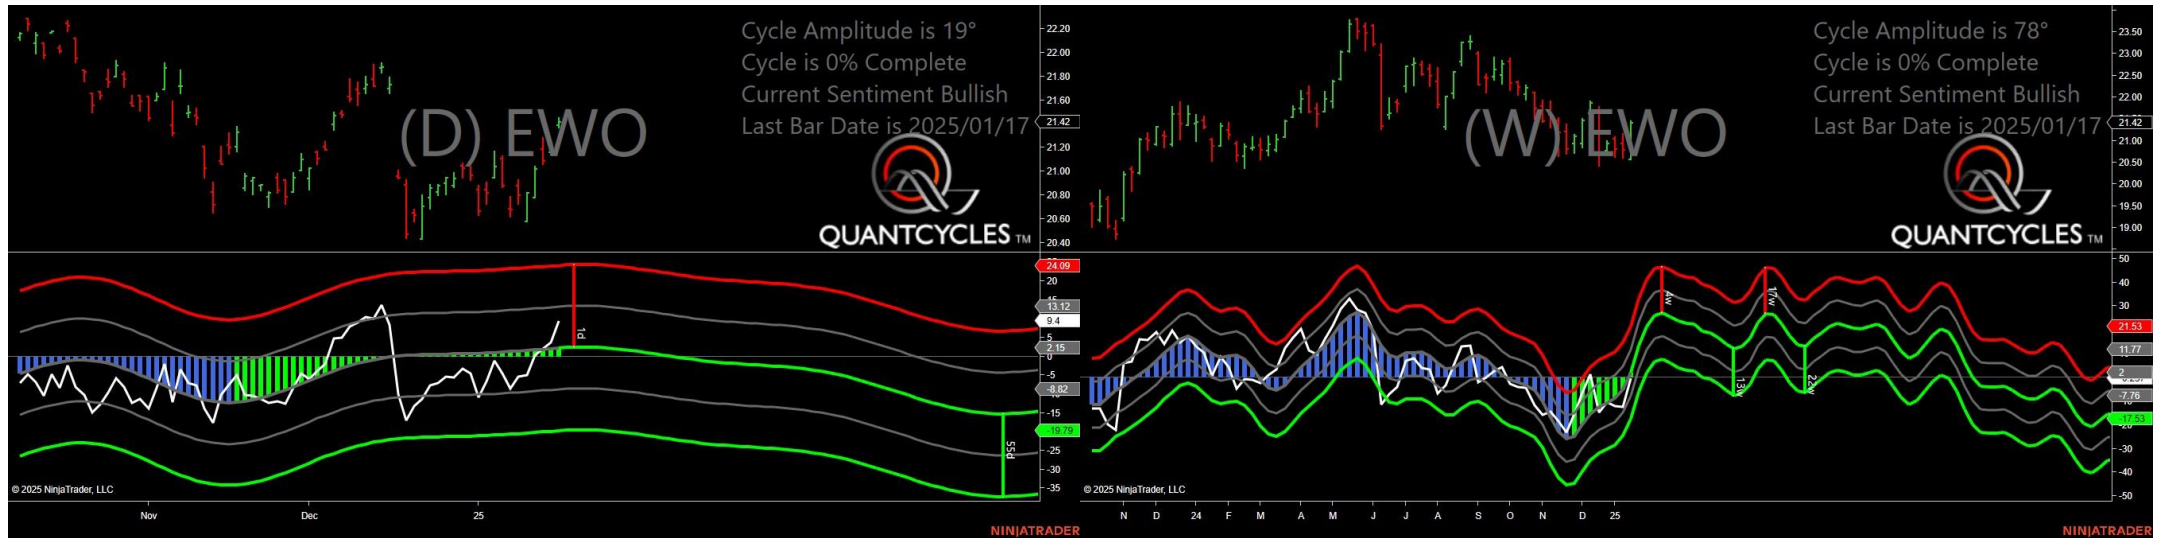 Cycle Amplitude is 19°
Cycle is 0% Complete
Current Sentiment Bullish
Last Bar Date is 2025/01/17
(D) EWO
QUANTCYCLES TM
22.20
22.00
21.80
21.60
21.42
21.20
21.00
20.80
20.60
20.40
24.09
20
13.12
9.4
5
2.15
0
-5
-8.82
-15
-19.79
-25
-30
-35
1d
55d
© 2025 NinjaTrader, LLC
Nov
Dec
25
NINJATRADER
Cycle Amplitude is 78°
Cycle is 0% Complete
Current Sentiment Bullish
Last Bar Date is 2025/01/17
(W) EWO
QUANTCYCLES TM
23.50
23.00
22.50
22.00
21.42
21.00
20.50
20.00
19.50
19.00
50
40
30
21.53
11.77
2
-7.76
-17.53
-30
-40
-50
4w
17w
13w
22w
© 2025 NinjaTrader, LLC
N D 24 F M A M J J A S O N D 25
NINJATRADER